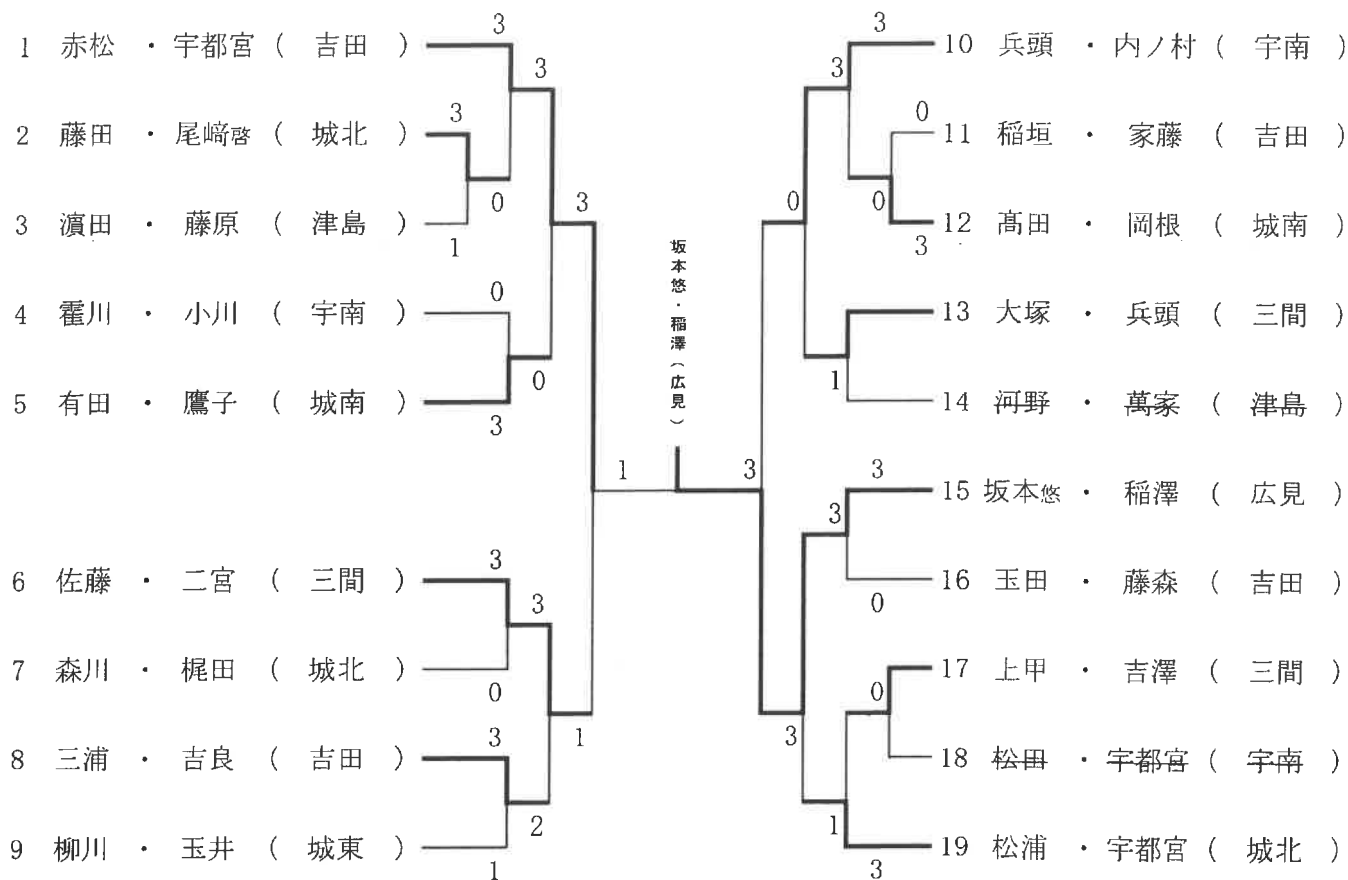 1 赤松 ・ 宇都宮 ( 吉田 )
2 藤田 ・ 尾﨑啓 ( 城北 )
3 濵田 ・ 藤原 ( 津島 )
4 霍川 ・ 小川 ( 宇南 )
5 有田 ・ 鷹子 ( 城南 )
6 佐藤 ・ 二宮 ( 三間 )
7 森川 ・ 梶田 ( 城北 )
8 三浦 ・ 吉良 ( 吉田 )
9 柳川 ・ 玉井 ( 城東 )
3
3
3
0
1
3
0
0
3
1
3
3
0
1
3
2
1
坂本悠・稲澤(広見)
10 兵頭 ・ 内ノ村 ( 宇南 )
11 稲垣 ・ 家藤 ( 吉田 )
12 髙田 ・ 岡根 ( 城南 )
13 大塚 ・ 兵頭 ( 三間 )
14 河野 ・ 萬家 ( 津島 )
15 坂本悠 ・ 稲澤 ( 広見 )
16 玉田 ・ 藤森 ( 吉田 )
17 上甲 ・ 吉澤 ( 三間 )
18 松田 ・ 宇都宮 ( 宇南 )
19 松浦 ・ 宇都宮 ( 城北 )
3
3
0
0
0
3
1
3
3
3
0
0
3
1
3